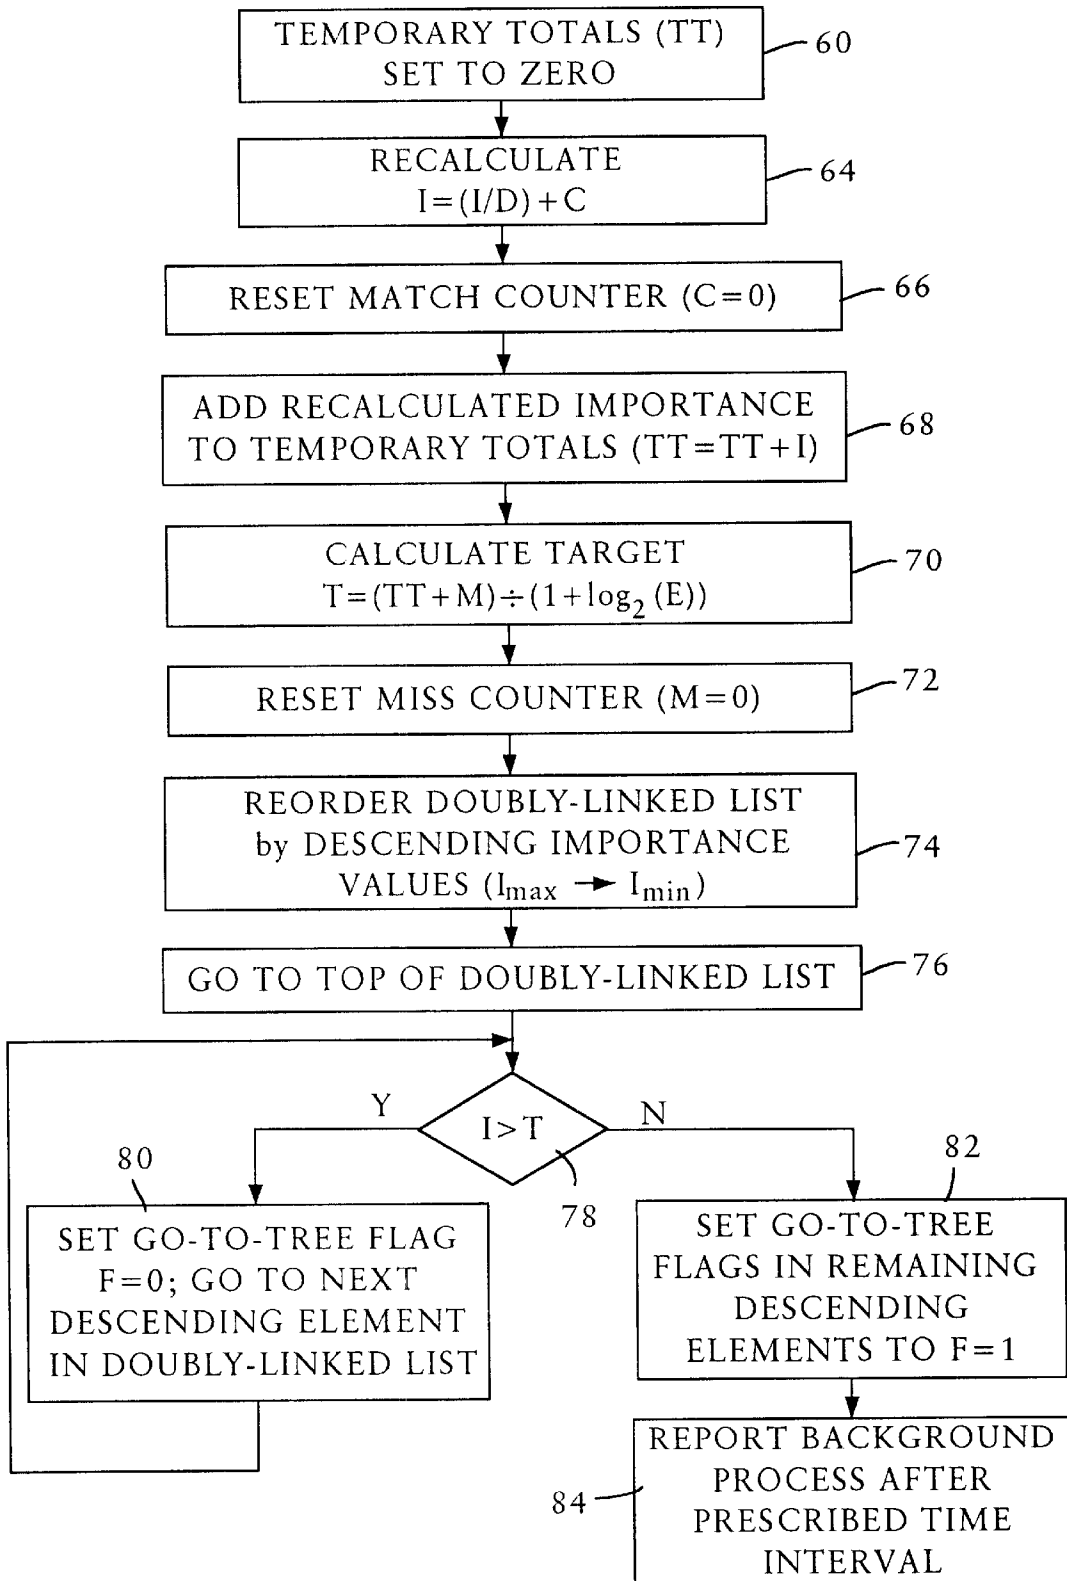 TEMPORARY TOTALS (TT)
SET TO ZERO
60
RECALCULATE
I=(I/D)+C
64
RESET MATCH COUNTER (C=0)
66
ADD RECALCULATED IMPORTANCE
TO TEMPORARY TOTALS (TT=TT+I)
68
CALCULATE TARGET
T=(TT+M)÷(1+log₂(E))
70
RESET MISS COUNTER (M=0)
72
REORDER DOUBLY-LINKED LIST
by DESCENDING IMPORTANCE
VALUES (Imax → Imin)
74
GO TO TOP OF DOUBLY-LINKED LIST
76
Y
I>T
N
78
80
SET GO-TO-TREE FLAG
F=0; GO TO NEXT
DESCENDING ELEMENT
IN DOUBLY-LINKED LIST
82
SET GO-TO-TREE
FLAGS IN REMAINING
DESCENDING
ELEMENTS TO F=1
REPORT BACKGROUND
PROCESS AFTER
PRESCRIBED TIME
INTERVAL
84